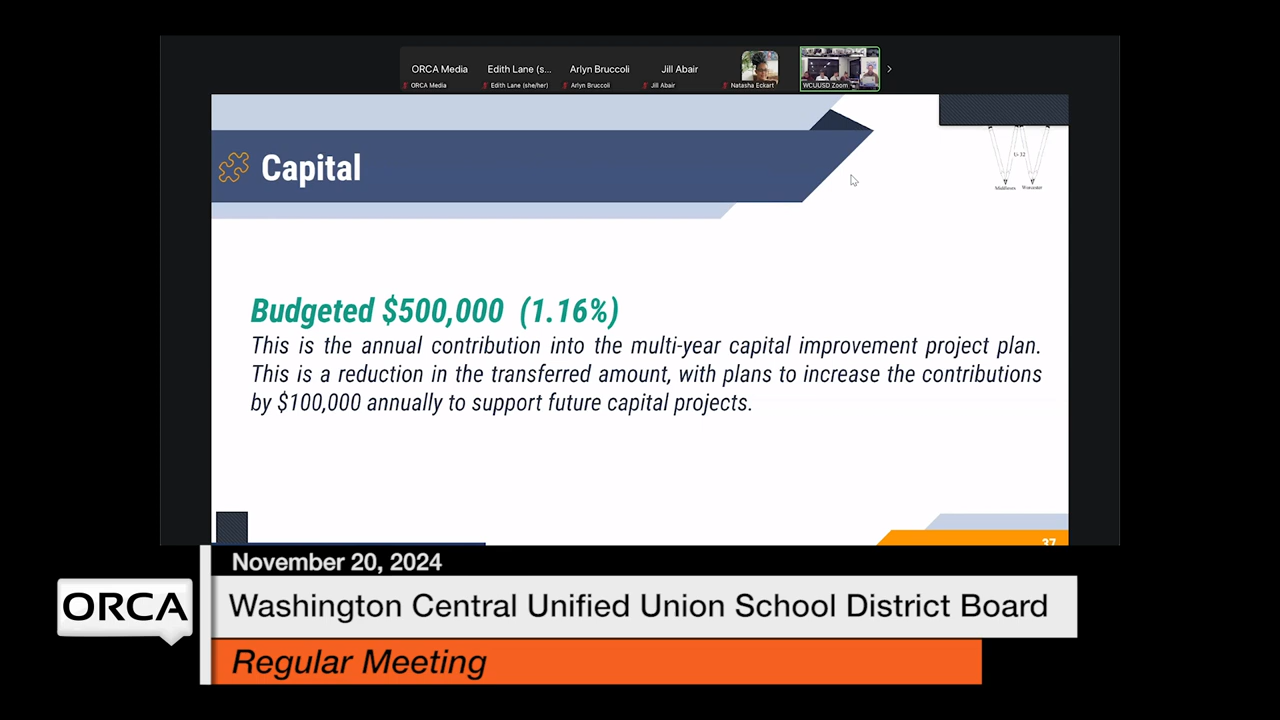 ORCA Media Edith Lane (s... Arlyn Bruccoli Jill Abair
ORCA Media Edith Lane (she/her) Arlyn Bruccoli Jill Abair Natasha Eckart WCUUSD Zoom
Capital
U-32
Middlesex Worcester
Budgeted $500,000 (1.16%)
This is the annual contribution into the multi-year capital improvement project plan.
This is a reduction in the transferred amount, with plans to increase the contributions
by $100,000 annually to support future capital projects.
37
November 20, 2024
ORCA
Washington Central Unified Union School District Board
Regular Meeting